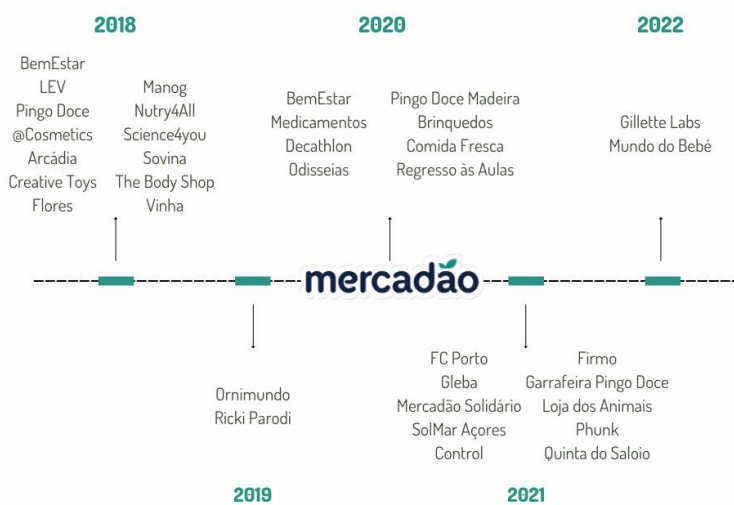 2018
2020
2022
BemEstar
LEV
Pingo Doce
@Cosmetics
Arcádia
Creative Toys
Flores
Manog
Nutry4All
Science4you
Sovina
The Body Shop
Vinha
BemEstar
Medicamentos
Decathlon
Odisseias
Pingo Doce Madeira
Brinquedos
Comida Fresca
Regresso às Aulas
Gillette Labs
Mundo do Bebé
mercadão
Ornimundo
Ricki Parodi
FC Porto
Gleba
Mercadão Solidário
SolMar Açores
Control
Firmo
Garrafeira Pingo Doce
Loja dos Animais
Phunk
Quinta do Saloio
2019
2021